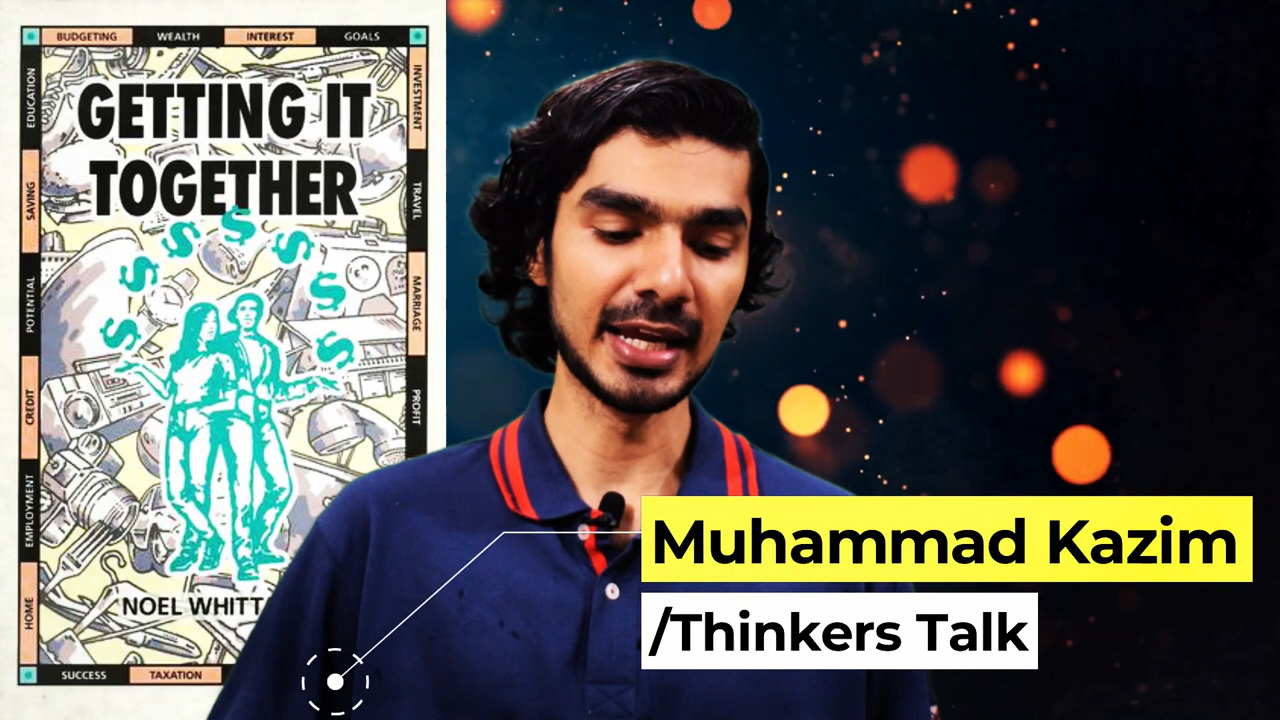 BUDGETING WEALTH INTEREST GOALS
EDUCATION
SAVING
POTENTIAL
CREDIT
EMPLOYMENT
HOME
INVESTMENT
TRAVEL
MARRIAGE
PROFIT
GETTING IT
TOGETHER
$ $ $ $ $ $ $ $
NOEL WHITT
SUCCESS TAXATION
Muhammad Kazim
/Thinkers Talk